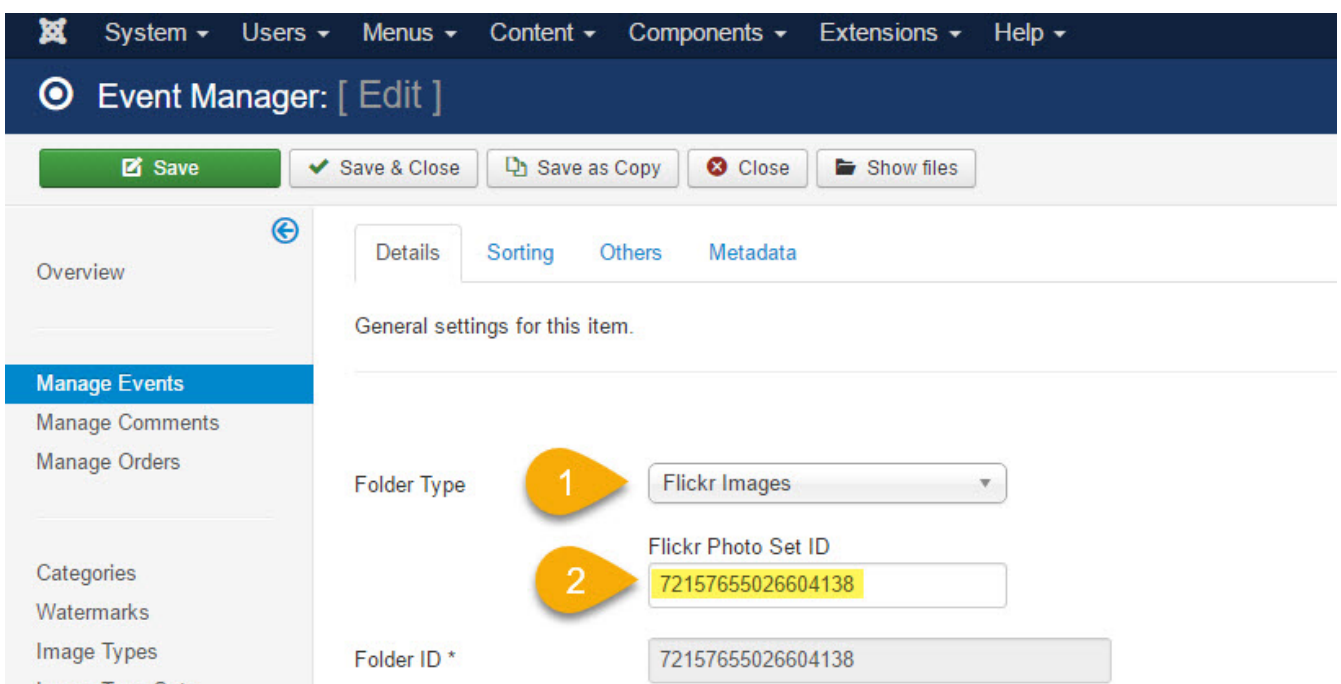 System Users Menus Content Components Extensions Help
Event Manager: [ Edit ]
Save Save & Close Save as Copy Close Show files
Overview
Manage Events
Manage Comments
Manage Orders
Categories
Watermarks
Image Types
Details Sorting Others Metadata
General settings for this item.
Folder Type 1 Flickr Images
Flickr Photo Set ID
2 72157655026604138
Folder ID * 72157655026604138